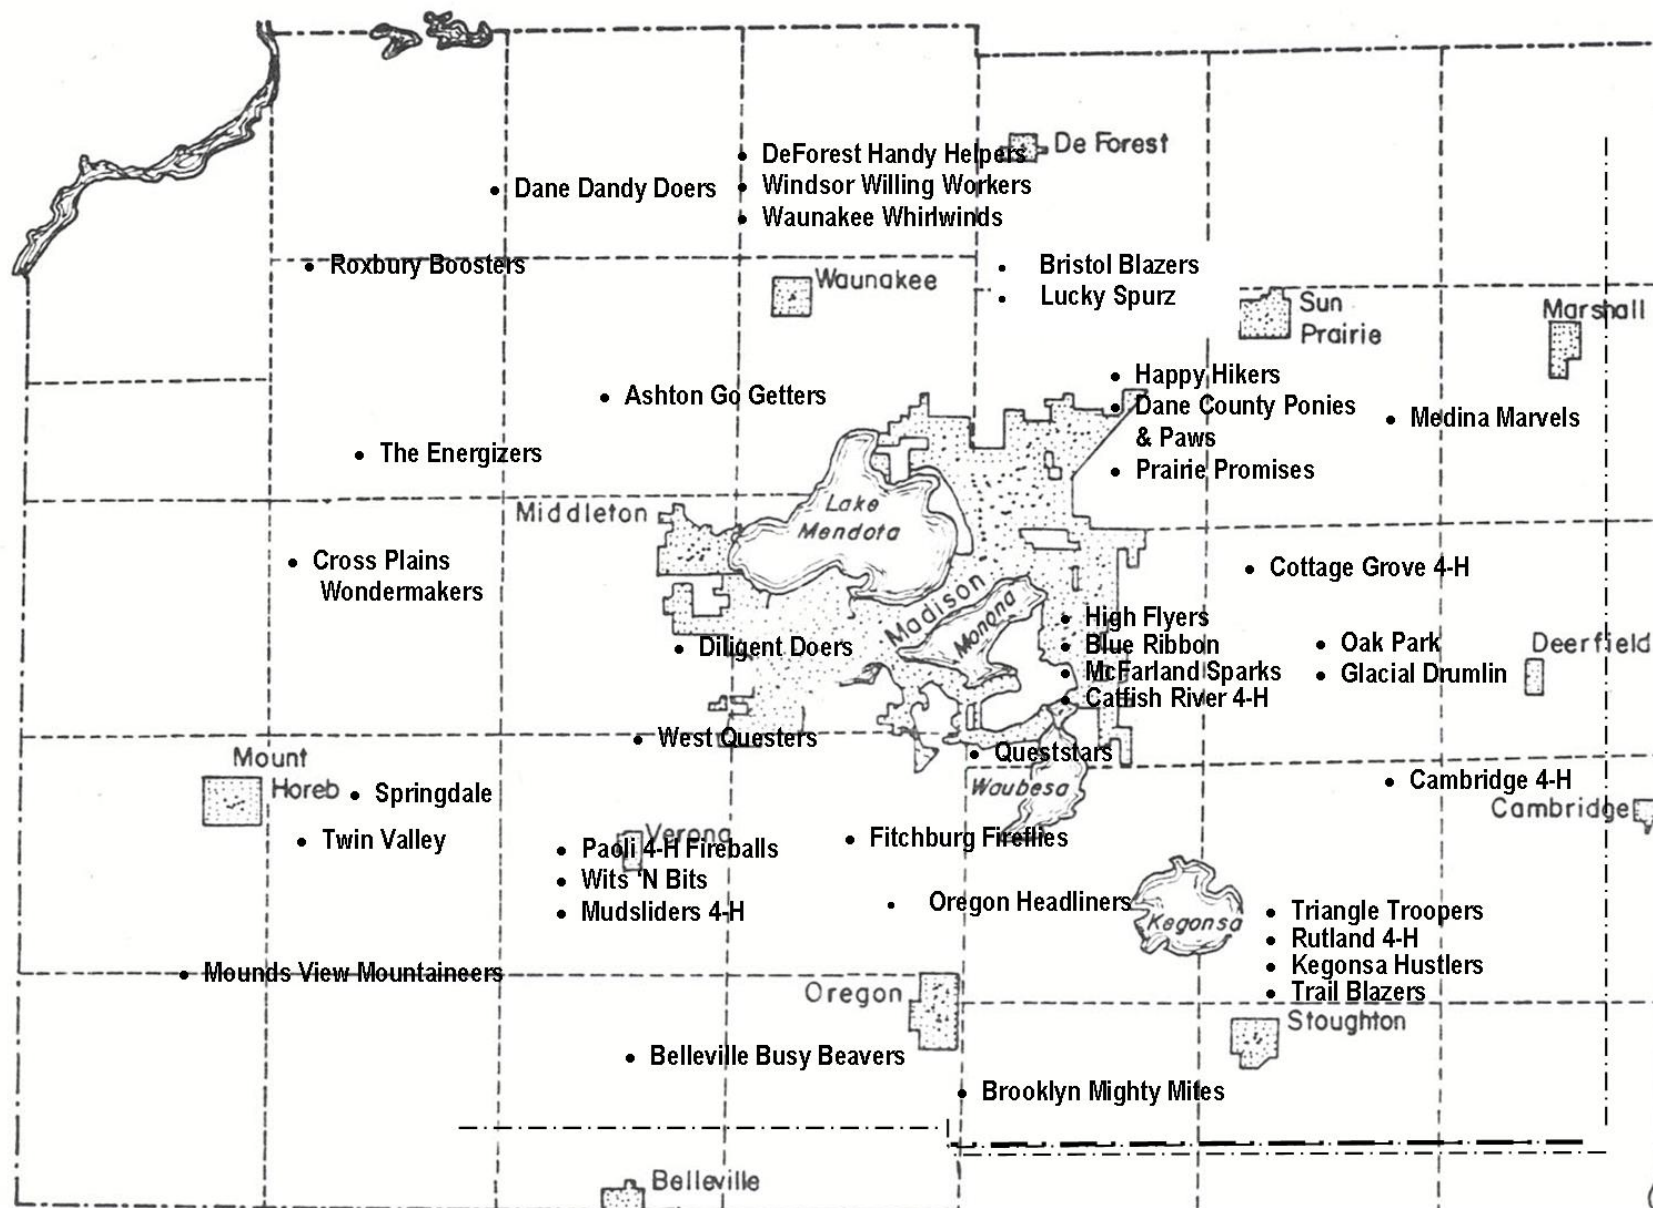 De Forest
DeForest Handy Helpers
Dane Dandy Doers
Windsor Willing Workers
Waunakee Whirlwinds
Roxbury Boosters
Bristol Blazers
Waunakee
Lucky Spurz
Sun
Prairie
Marshall
Happy Hikers
Ashton Go Getters
Dane County Ponies
& Paws
Medina Marvels
The Energizers
Prairie Promises
Lake
Mendota
Middleton
Cross Plains
Wondermakers
Cottage Grove 4-H
Madison
Monona
High Flyers
Blue Ribbon
McFarland Sparks
Catfish River 4-H
Oak Park
Glacial Drumlin
Deerfield
Diligent Doers
West Questers
Queststars
Mount
Horeb
Springdale
Waubesa
Cambridge 4-H
Cambridge
Twin Valley
Verona
Paoli 4-H Fireballs
Wits 'N Bits
Mudsliders 4-H
Fitchburg Fireflies
Oregon Headliners
Kegonsa
Triangle Troopers
Rutland 4-H
Kegonsa Hustlers
Trail Blazers
Mounds View Mountaineers
Oregon
Stoughton
Belleville Busy Beavers
Brooklyn Mighty Mites
Belleville